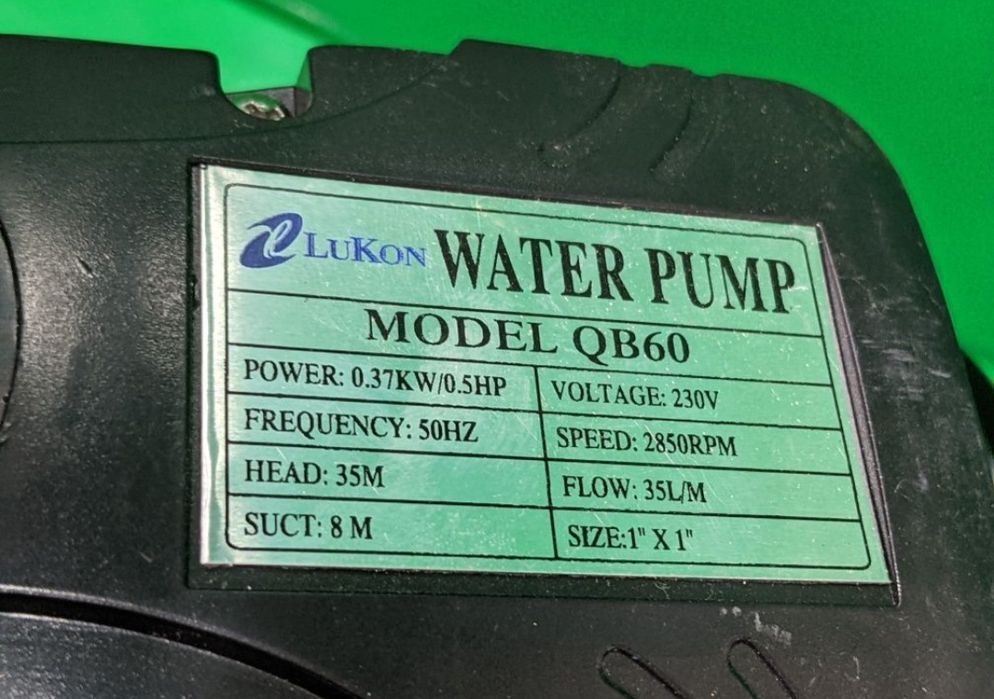 LUKON WATER PUMP
MODEL QB60
POWER: 0.37KW/0.5HP VOLTAGE: 230V
FREQUENCY: 50HZ SPEED: 2850RPM
HEAD: 35M FLOW: 35L/M
SUCT: 8 M SIZE:1" X 1"